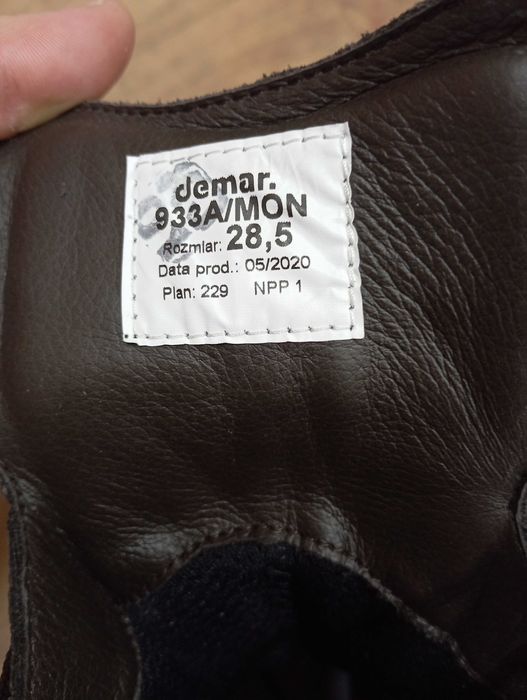 demar.
933A/MON
Rozmiar: 28,5
Data prod.: 05/2020
Plan: 229 NPP 1